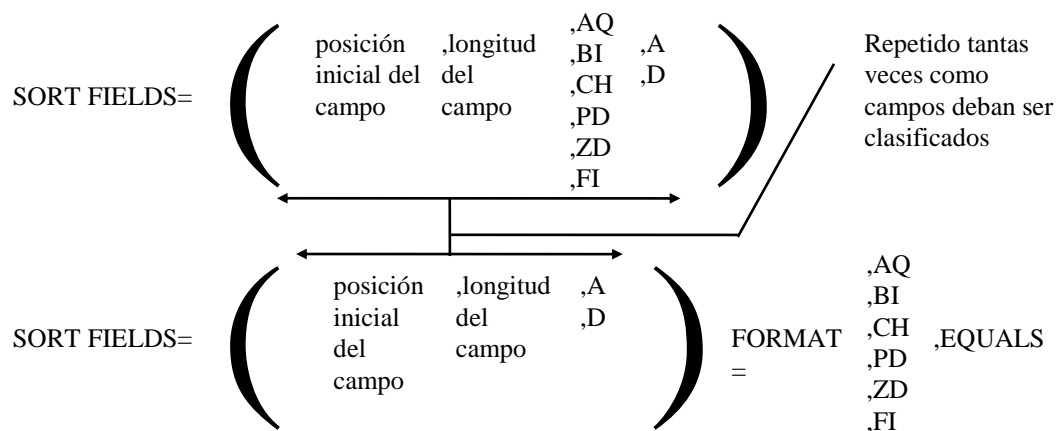 SORT FIELDS=
posición
inicial del
campo
,longitud
del
campo
,AQ
,BI
,CH
,PD
,ZD
,FI
,A
,D
Repetido tantas
veces como
campos deban ser
clasificados
SORT FIELDS=
posición
inicial
del
campo
,longitud
del
campo
,A
,D
FORMAT
=
,AQ
,BI
,CH
,PD
,ZD
,FI
,EQUALS